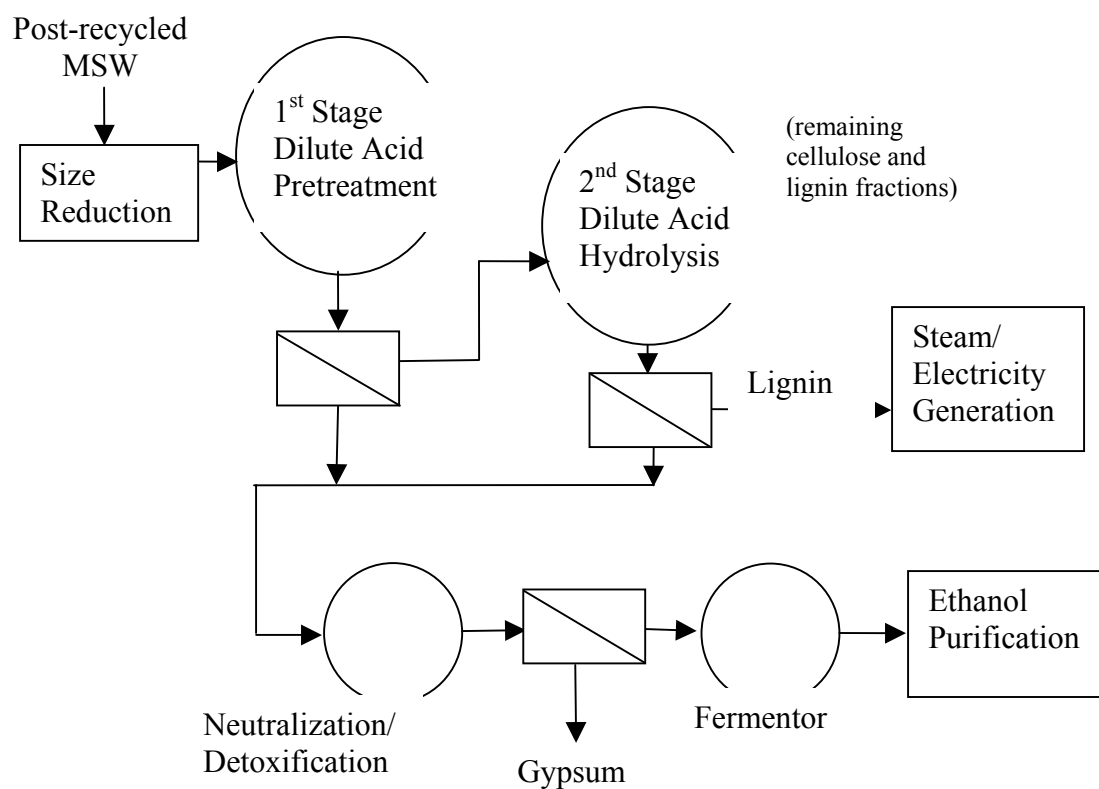 Post-recycled
MSW
Size
Reduction
1st Stage
Dilute Acid
Pretreatment
2nd Stage
Dilute Acid
Hydrolysis
(remaining
cellulose and
lignin fractions)
Lignin
Steam/
Electricity
Generation
Neutralization/
Detoxification
Gypsum
Fermentor
Ethanol
Purification